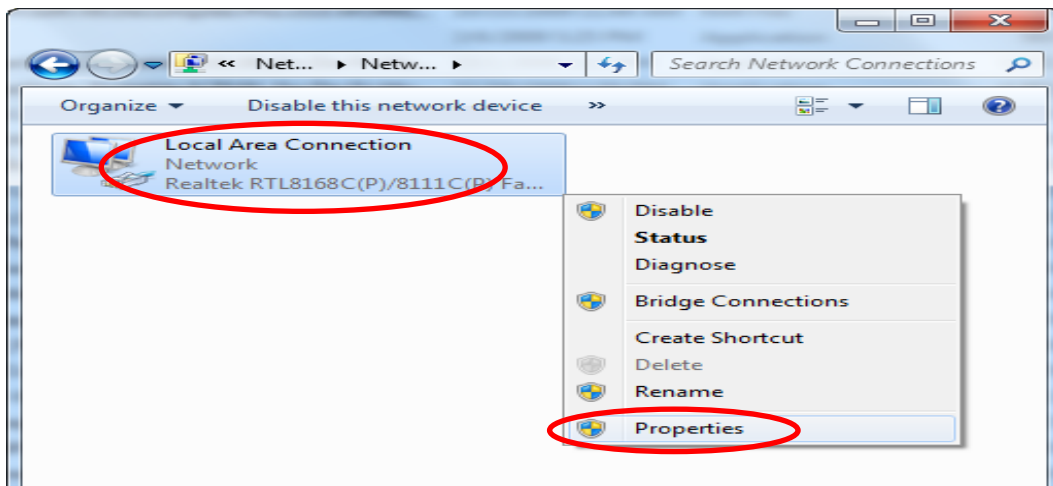 « Net... ▸ Netw... ▸
Search Network Connections
Organize ▾ Disable this network device »
Local Area Connection
Network
Realtek RTL8168C(P)/8111C(P) Fa...
Disable
Status
Diagnose
Bridge Connections
Create Shortcut
Delete
Rename
Properties